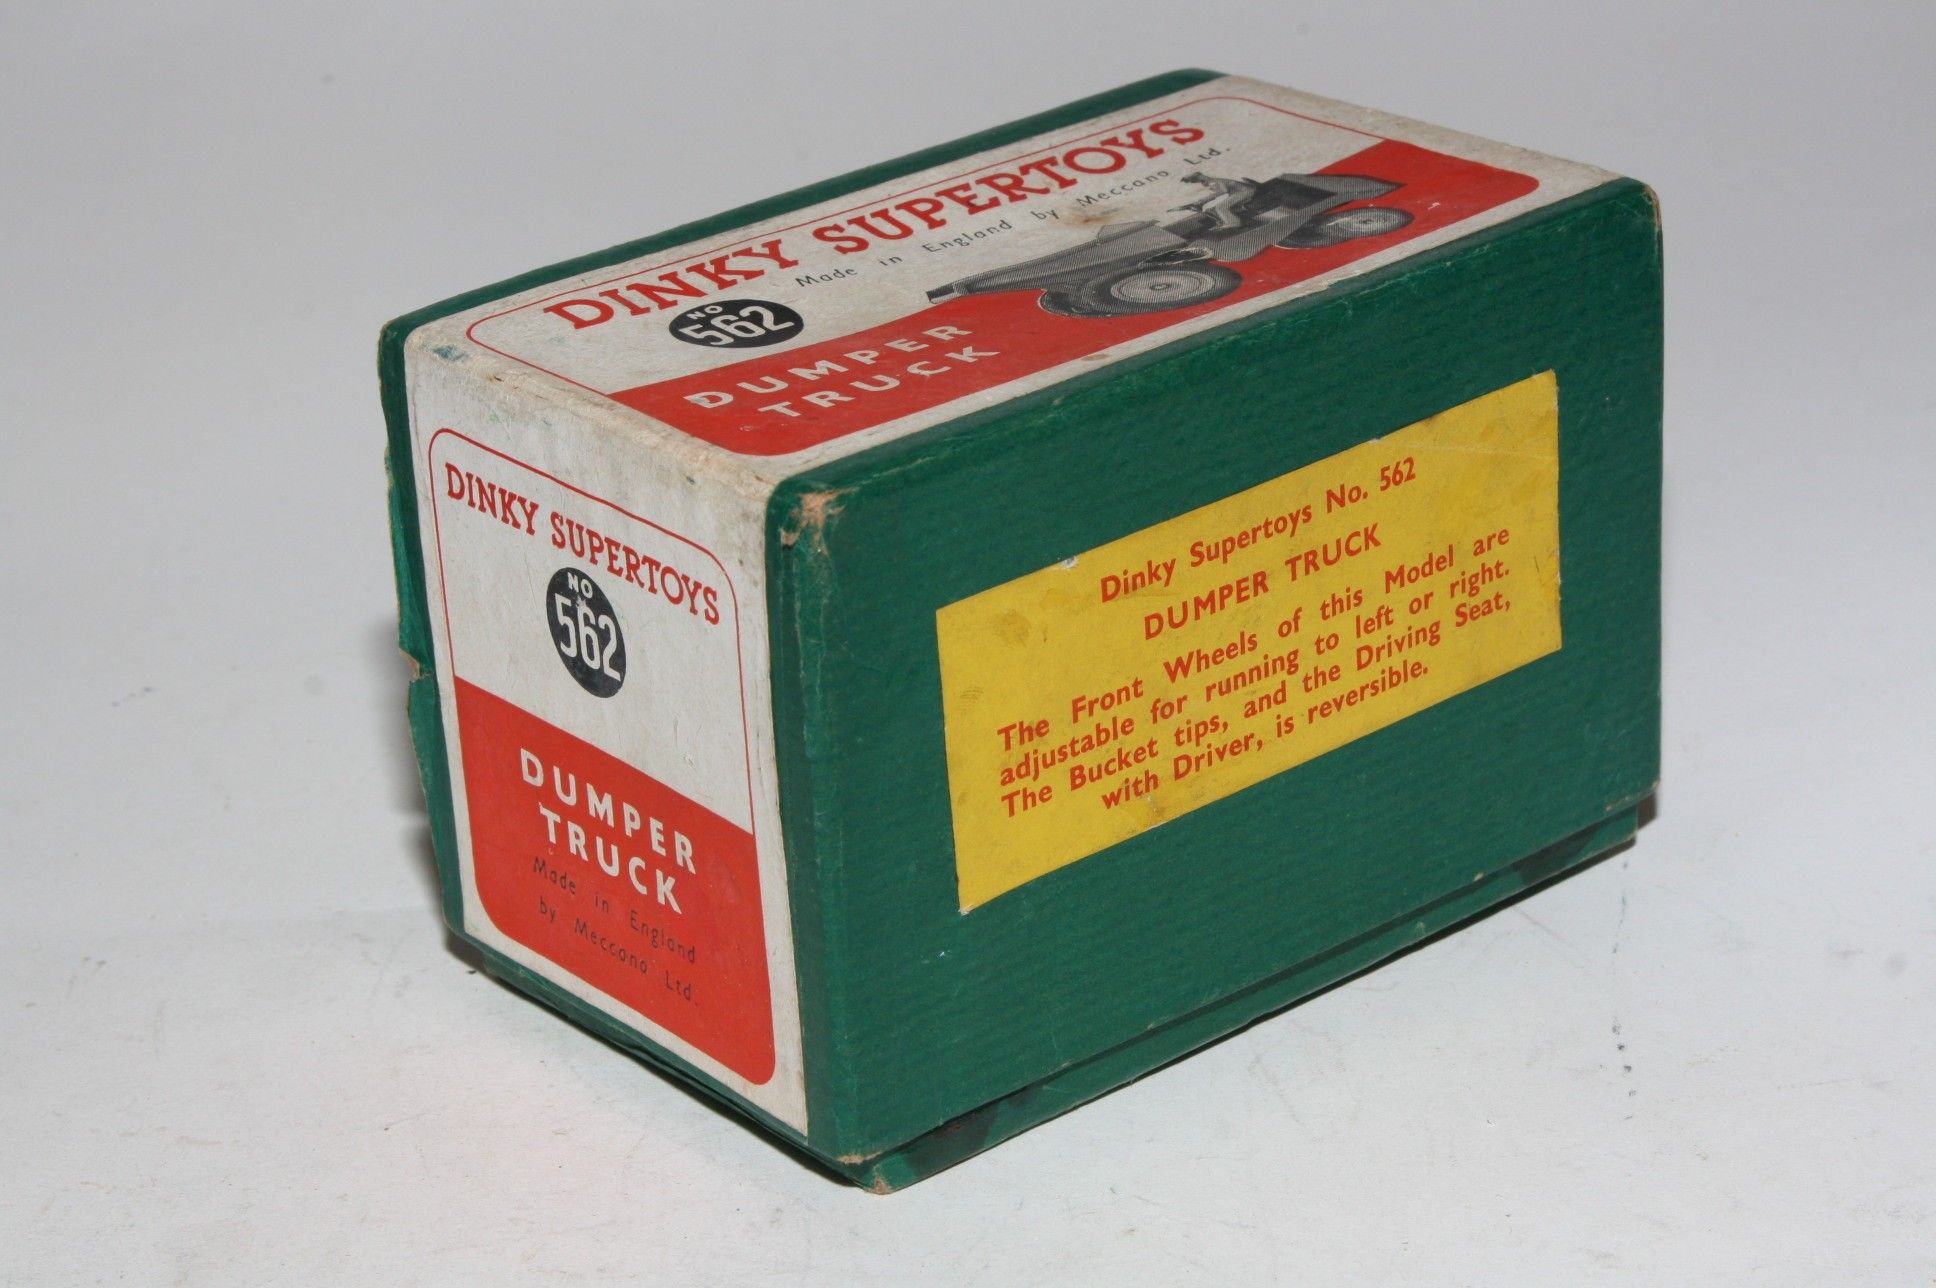 DINKY SUPERTOYS
Made in England by Meccano Ltd.
NO
562
DUMPER
TRUCK
DINKY SUPERTOYS
NO
562
DUMPER
TRUCK
Made in England
by Meccano Ltd.
Dinky Supertoys No. 562
DUMPER TRUCK
The Front Wheels of this Model are
adjustable for running to left or right.
The Bucket tips, and the Driving Seat,
with Driver, is reversible.